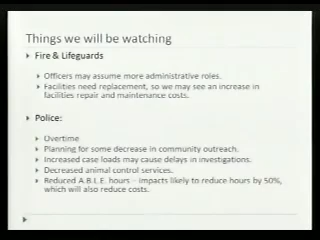 Things we will be watching
Fire & Lifeguards
Officers may assume more administrative roles.
Facilities need replacement, so we may see an increase in
facilities repair and maintenance costs.
Police:
Overtime
Planning for some decrease in community outreach.
Increased case loads may cause delays in investigations.
Decreased animal control services.
Reduced A.B.L.E. hours – impacts likely to reduce hours by 50%,
which will also reduce costs.